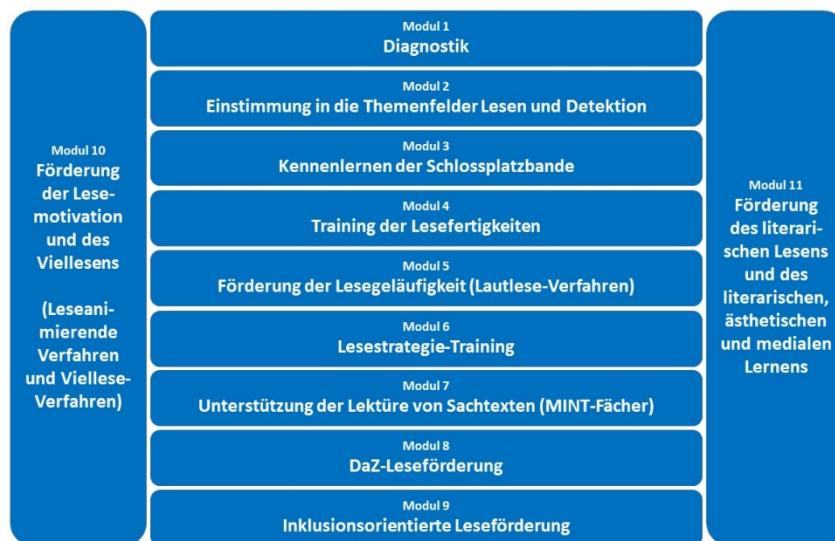 Modul 1
Diagnostik
Modul 2
Einstimmung in die Themenfelder Lesen und Detektion
Modul 3
Kennenlernen der Schlossplatzbande
Modul 4
Training der Lesefertigkeiten
Modul 5
Förderung der Lesegeläufigkeit (Lautlese-Verfahren)
Modul 6
Lesestrategie-Training
Modul 7
Unterstützung der Lektüre von Sachtexten (MINT-Fächer)
Modul 8
DaZ-Leseförderung
Modul 9
Inklusionsorientierte Leseförderung
Modul 10
Förderung
der Lese-
motivation
und des
Viellesens
(Leseani-
mierende
Verfahren
und Viellese-
Verfahren)
Modul 11
Förderung
des literari-
schen Lesens
und des
literarischen,
ästhetischen
und medialen
Lernens